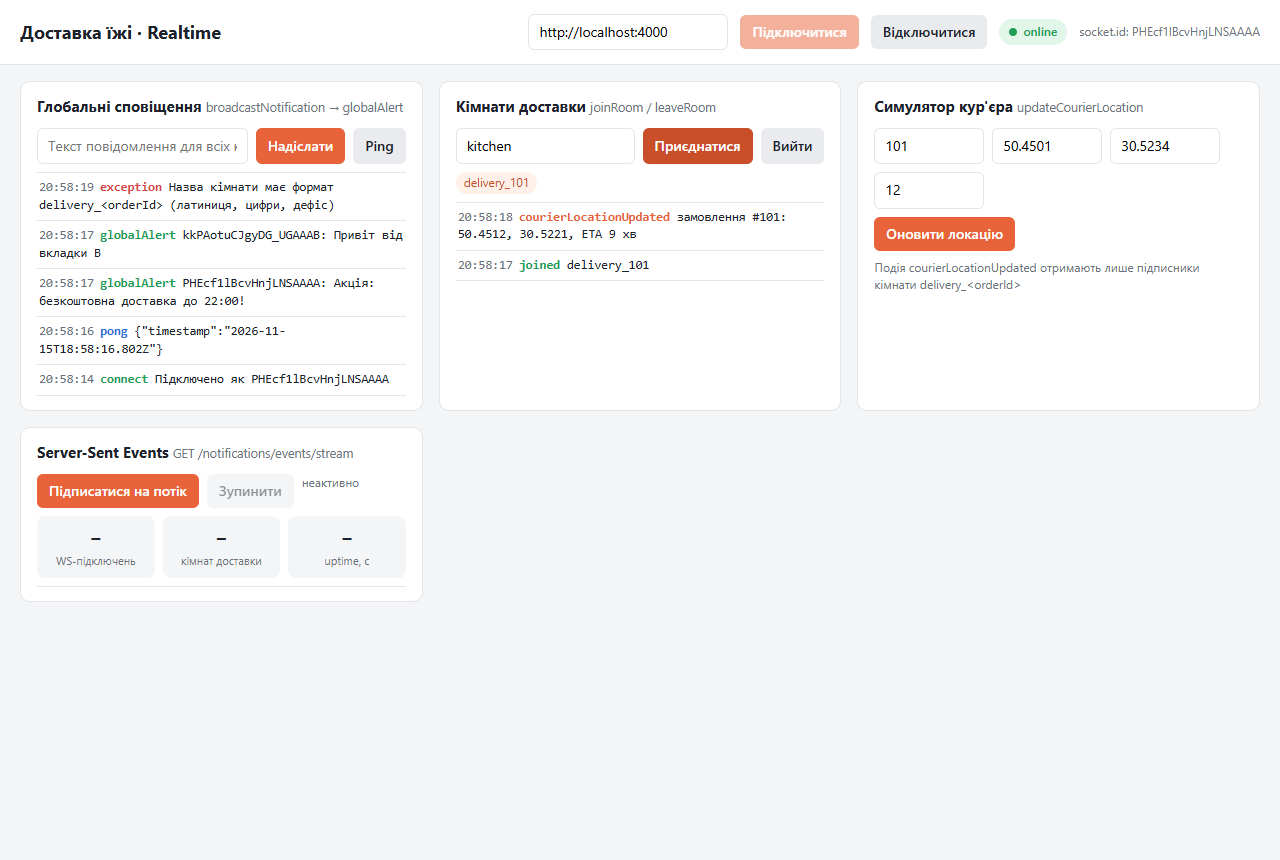 Доставка їжі · Realtime
http://localhost:4000
Підключитися
Відключитися
online
socket.id: PHEcf1lBcvHnjLNSAAAA
Глобальні сповіщення broadcastNotification → globalAlert
Текст повідомлення для всіх к
Надіслати
Ping
20:58:19 exception Назва кімнати має формат
delivery_<orderId> (латиниця, цифри, дефіс)
20:58:17 globalAlert kkPAotuCJgyDG_UGAAAB: Привіт від
вкладки B
20:58:17 globalAlert PHEcf1lBcvHnjLNSAAAA: Акція:
безкоштовна доставка до 22:00!
20:58:16 pong {"timestamp":"2026-11-
15T18:58:16.802Z"}
20:58:14 connect Підключено як PHEcf1lBcvHnjLNSAAAA
Кімнати доставки joinRoom / leaveRoom
kitchen
Приєднатися
Вийти
delivery_101
20:58:18 courierLocationUpdated замовлення #101:
50.4512, 30.5221, ETA 9 хв
20:58:17 joined delivery_101
Симулятор кур'єра updateCourierLocation
101
50.4501
30.5234
12
Оновити локацію
Подія courierLocationUpdated отримають лише підписники
кімнати delivery_<orderId>
Server-Sent Events GET /notifications/events/stream
Підписатися на потік
Зупинити
неактивно
–
WS-підключень
–
кімнат доставки
–
uptime, с